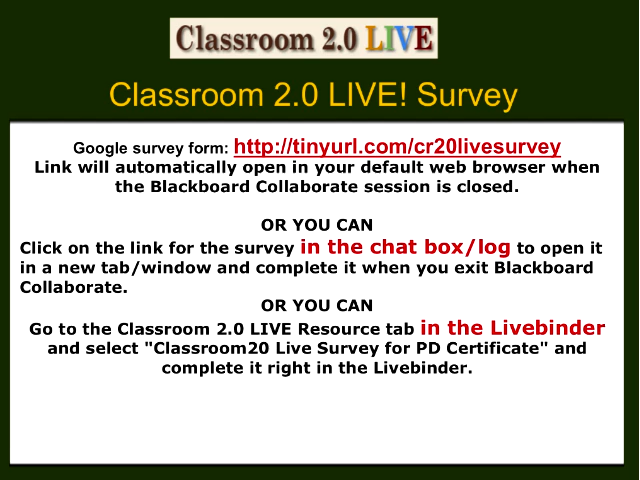 Classroom 2.0 LIVE
Classroom 2.0 LIVE! Survey
Google survey form: http://tinyurl.com/cr20livesurvey
Link will automatically open in your default web browser when
the Blackboard Collaborate session is closed.
OR YOU CAN
Click on the link for the survey in the chat box/log to open it
in a new tab/window and complete it when you exit Blackboard
Collaborate.
OR YOU CAN
Go to the Classroom 2.0 LIVE Resource tab in the Livebinder
and select "Classroom20 Live Survey for PD Certificate" and
complete it right in the Livebinder.